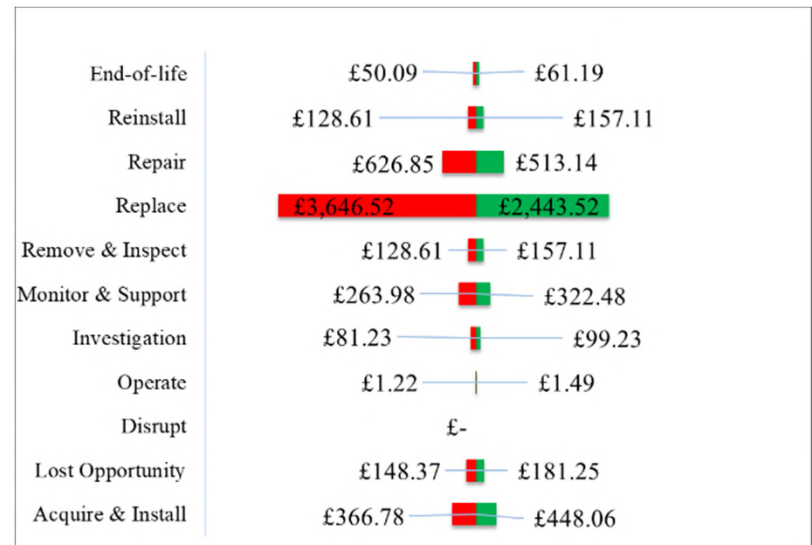 End-of-life £50.09 £61.19
Reinstall £128.61 £157.11
Repair £626.85 £513.14
Replace £3,646.52 £2,443.52
Remove & Inspect £128.61 £157.11
Monitor & Support £263.98 £322.48
Investigation £81.23 £99.23
Operate £1.22 £1.49
Disrupt £-
Lost Opportunity £148.37 £181.25
Acquire & Install £366.78 £448.06